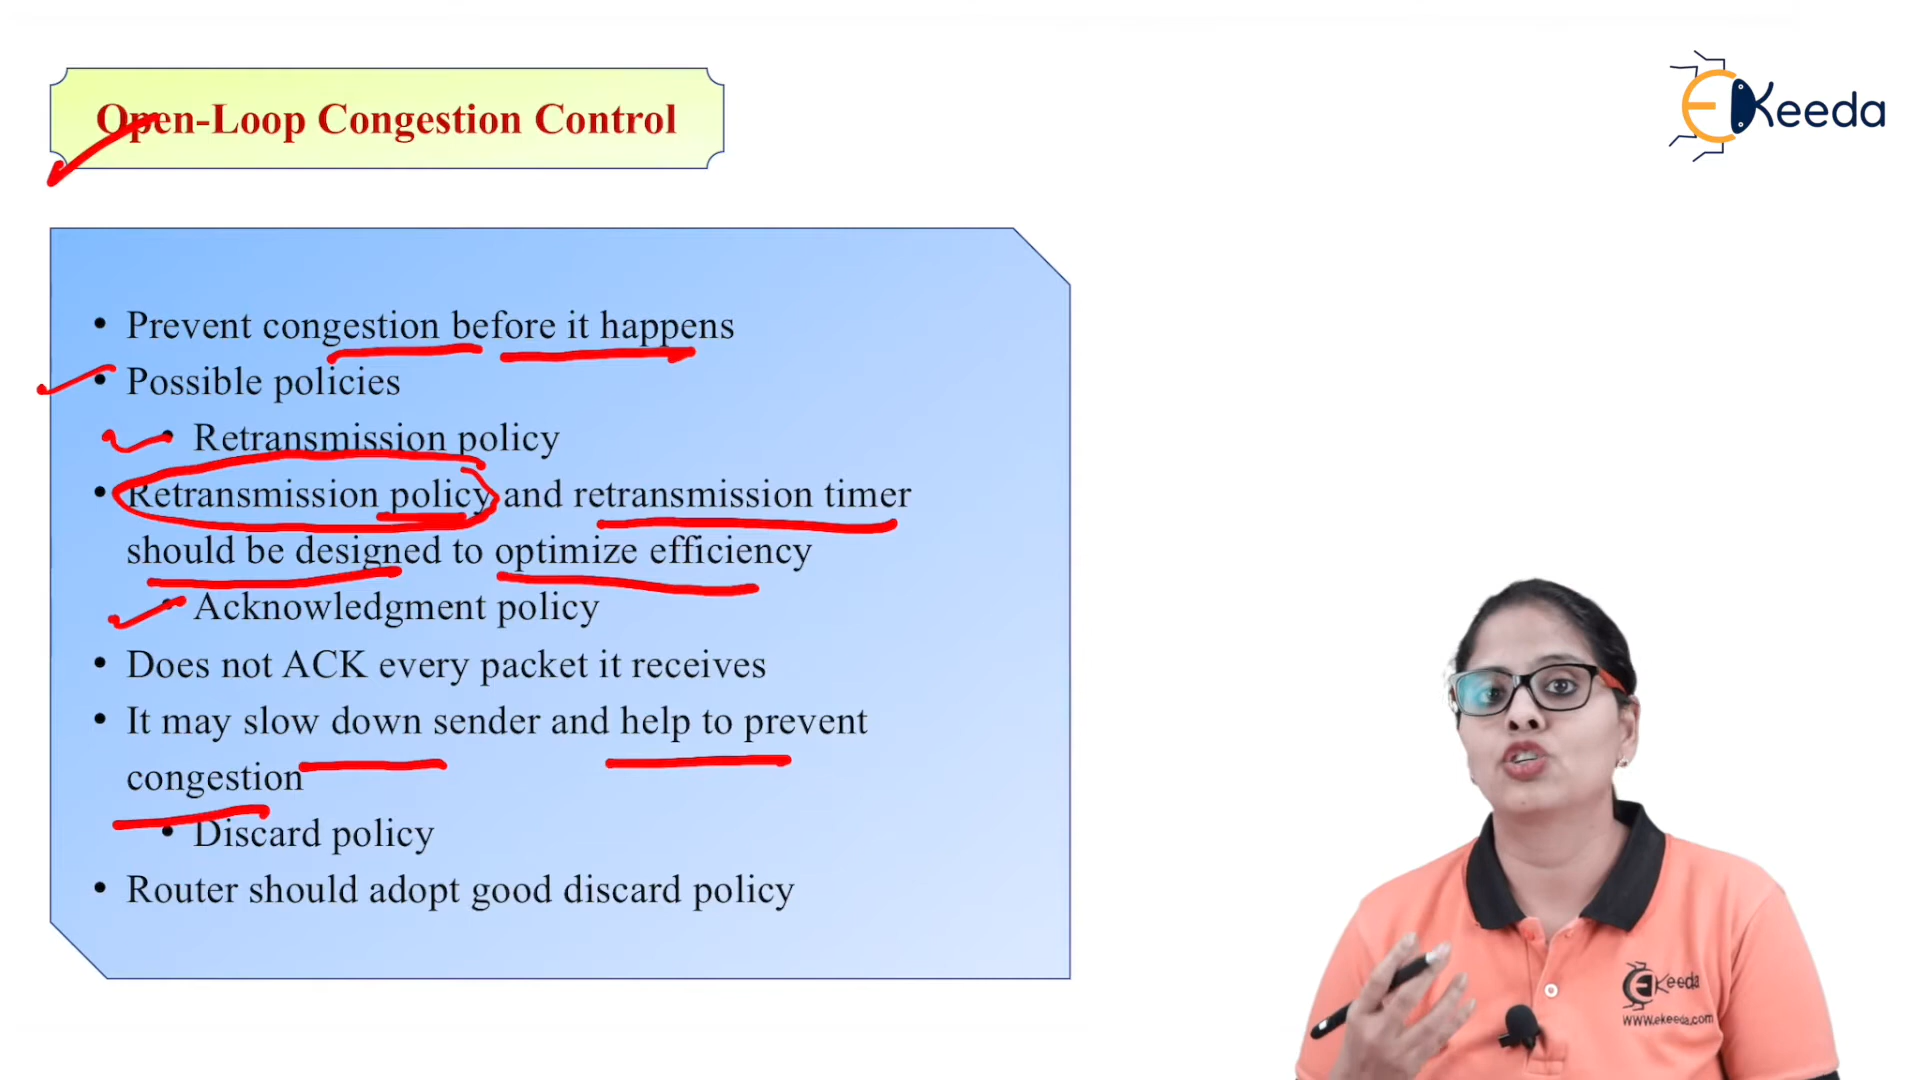 Open-Loop Congestion Control
EKeeda
• Prevent congestion before it happens
• Possible policies
• Retransmission policy
• Retransmission policy and retransmission timer
should be designed to optimize efficiency
• Acknowledgment policy
• Does not ACK every packet it receives
• It may slow down sender and help to prevent
congestion
• Discard policy
• Router should adopt good discard policy
EKeeda
www.ekeeda.com